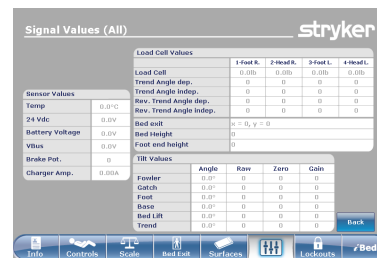 Signal Values (All)
stryker
Load Cell Values
1-Foot R. 2-Head R. 3-Foot L. 4-Head L.
Load Cell 0.0lb 0.0lb 0.0lb 0.0lb
Trend Angle dep. 0 0 0 0
Trend Angle indep. 0 0 0 0
Rev. Trend Angle dep. 0 0 0 0
Rev. Trend Angle indep. 0 0 0 0
Bed exit x = 0, y = 0
Bed Height 0
Foot end height 0
Sensor Values
Temp 0.0°C
24 Vdc 0.0V
Battery Voltage 0.0V
VBus 0.0V
Brake Pot. 0
Charger Amp. 0.00A
Tilt Values
Angle Raw Zero Gain
Fowler 0.0° 0 0 0
Gatch 0.0° 0 0 0
Foot 0.0° 0 0 0
Base 0.0° 0 0 0
Bed Lift 0.0° 0 0 0
Trend 0.0° 0 0 0
Back
Info Controls Scale Bed Exit Surfaces Lockouts iBed